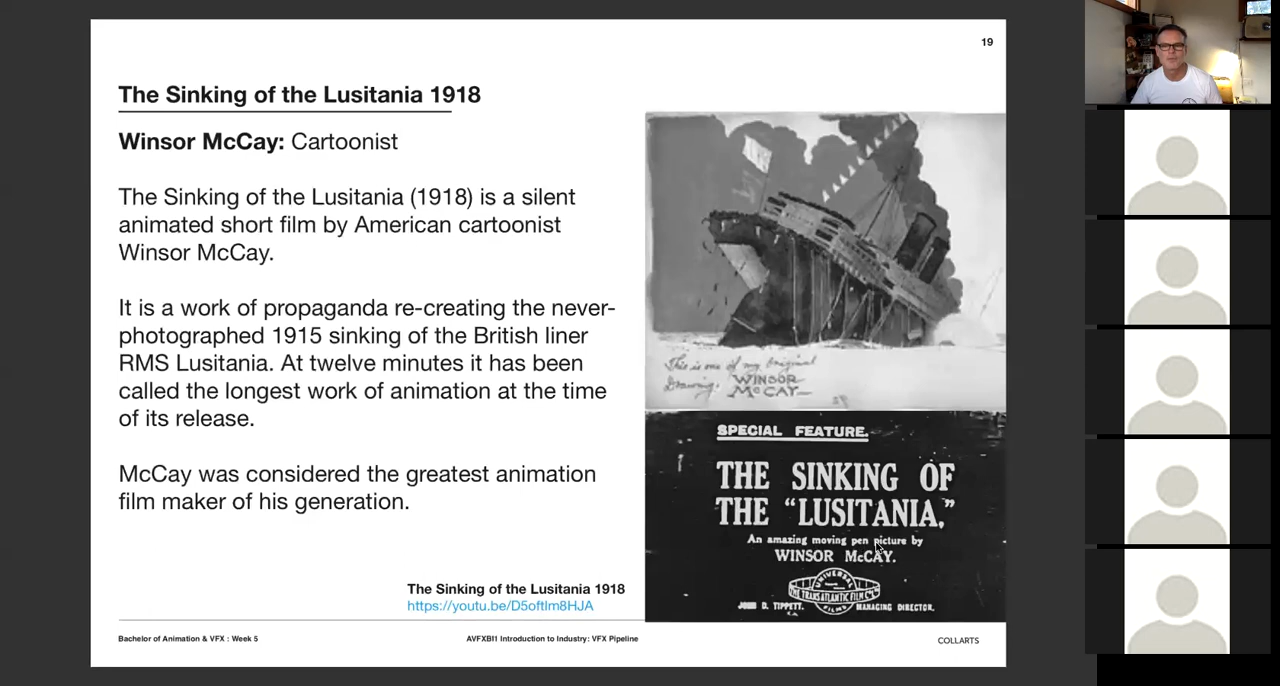 19
The Sinking of the Lusitania 1918
Winsor McCay: Cartoonist
The Sinking of the Lusitania (1918) is a silent
animated short film by American cartoonist
Winsor McCay.
It is a work of propaganda re-creating the never-
photographed 1915 sinking of the British liner
RMS Lusitania. At twelve minutes it has been
called the longest work of animation at the time
of its release.
McCay was considered the greatest animation
film maker of his generation.
This is one of my original
Drawings.
WINSOR
McCAY
SPECIAL FEATURE.
THE SINKING OF
THE “LUSITANIA,”
An amazing moving pen picture by
WINSOR McCAY.
UNIVERSAL
THE TRANSATLANTIC FILM Co
FILMS
JOHN D. TIPPETT. MANAGING DIRECTOR.
The Sinking of the Lusitania 1918
https://youtu.be/D5oftIm8HJA
Bachelor of Animation & VFX : Week 5
AVFXBI1 Introduction to Industry: VFX Pipeline
COLLARTS